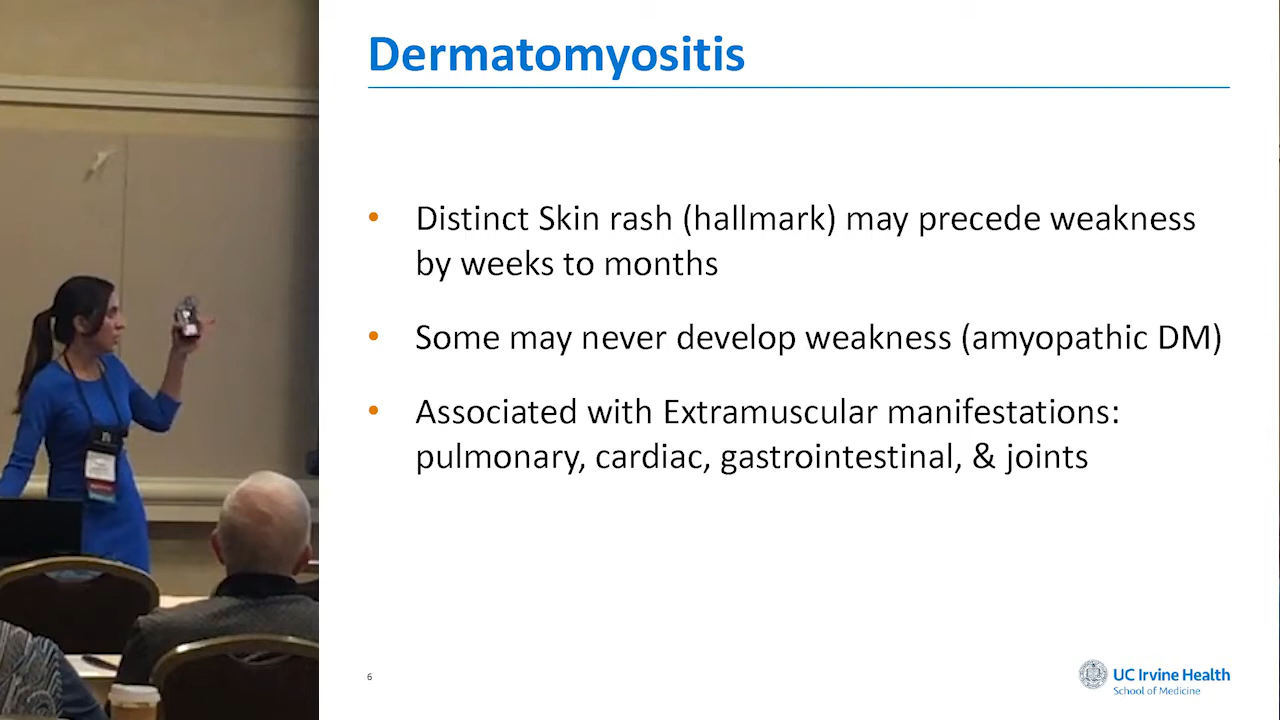 Dermatomyositis
• Distinct Skin rash (hallmark) may precede weakness
by weeks to months
• Some may never develop weakness (amyopathic DM)
• Associated with Extramuscular manifestations:
pulmonary, cardiac, gastrointestinal, & joints
6
UC Irvine Health
School of Medicine